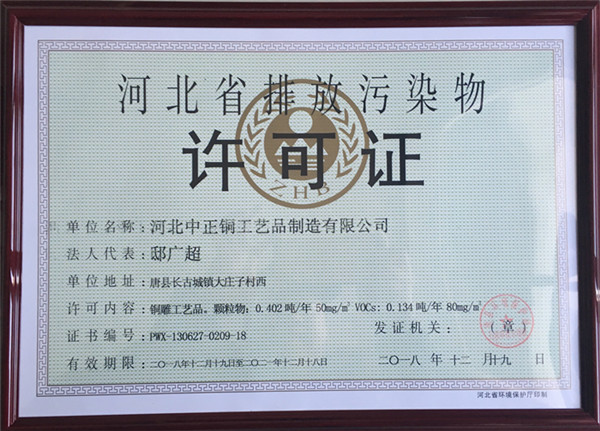 河北省排放污染物
许可证
ZHB
单位名称:河北中正铜工艺品制造有限公司
法人代表:邸广超
单位地址:唐县长古城镇大庄子村西
许可内容:铜雕工艺品。颗粒物:0.402吨/年 50mg/m³ VOCs: 0.134吨/年 80mg/m³
证书编号:PWX-130627-0209-18
发证机关: (章)
有效期限:二〇一八年十二月十九日至二〇二一年十二月十八日
二〇一八 年 十二 月 十九 日
河北省环境保护厅印制